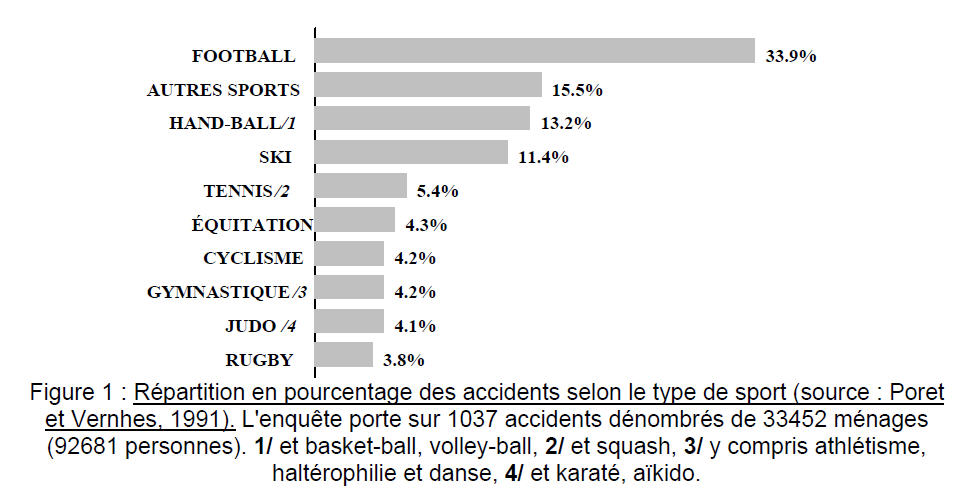 FOOTBALL 33.9%
AUTRES SPORTS 15.5%
HAND-BALL/1 13.2%
SKI 11.4%
TENNIS/2 5.4%
ÉQUITATION 4.3%
CYCLISME 4.2%
GYMNASTIQUE/3 4.2%
JUDO /4 4.1%
RUGBY 3.8%
Figure 1 : Répartition en pourcentage des accidents selon le type de sport (source : Poret
et Vernhes, 1991). L'enquête porte sur 1037 accidents dénombrés de 33452 ménages
(92681 personnes). 1/ et basket-ball, volley-ball, 2/ et squash, 3/ y compris athlétisme,
haltérophilie et danse, 4/ et karaté, aïkido.